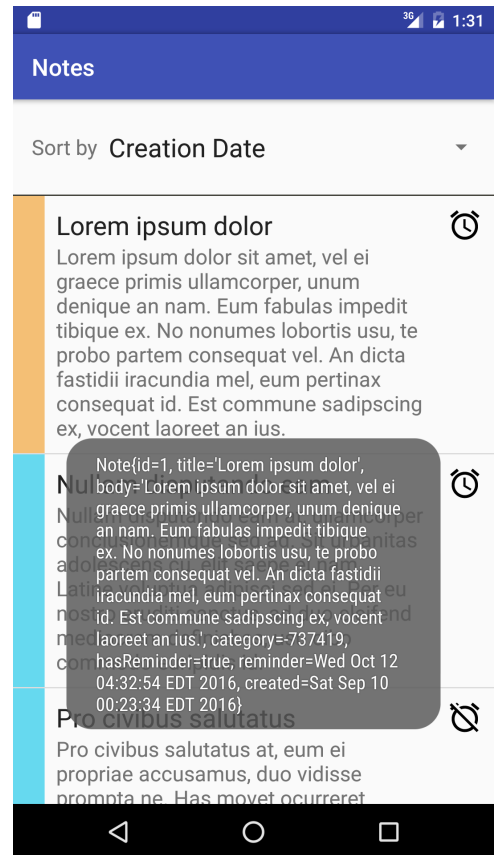 3G 1:31
Notes
Sort by Creation Date
Lorem ipsum dolor
Lorem ipsum dolor sit amet, vel ei
graece primis ullamcorper, unum
denique an nam. Eum fabulas impedit
tibique ex. No nonumes lobortis usu, te
probo partem consequat vel. An dicta
fastidii iracundia mel, eum pertinax
consequat id. Est commune sadipscing
ex, vocent laoreet an ius.
Note{id=1, title='Lorem ipsum dolor',
body='Lorem ipsum dolor sit amet, vel ei
graece primis ullamcorper, unum denique
an nam. Eum fabulas impedit tibique
ex. No nonumes lobortis usu, te probo
partem consequat vel. An dicta fastidii
iracundia mel, eum pertinax consequat
id. Est commune sadipscing ex, vocent
laoreet an ius.', category=-737419,
hasReminder=true, reminder=Wed Oct 12
04:32:54 EDT 2016, created=Sat Sep 10
00:23:34 EDT 2016}
Pro civibus salutatus
Pro civibus salutatus at, eum ei
propriae accusamus, duo vidisse
prompta ne. Has movet ocurreret